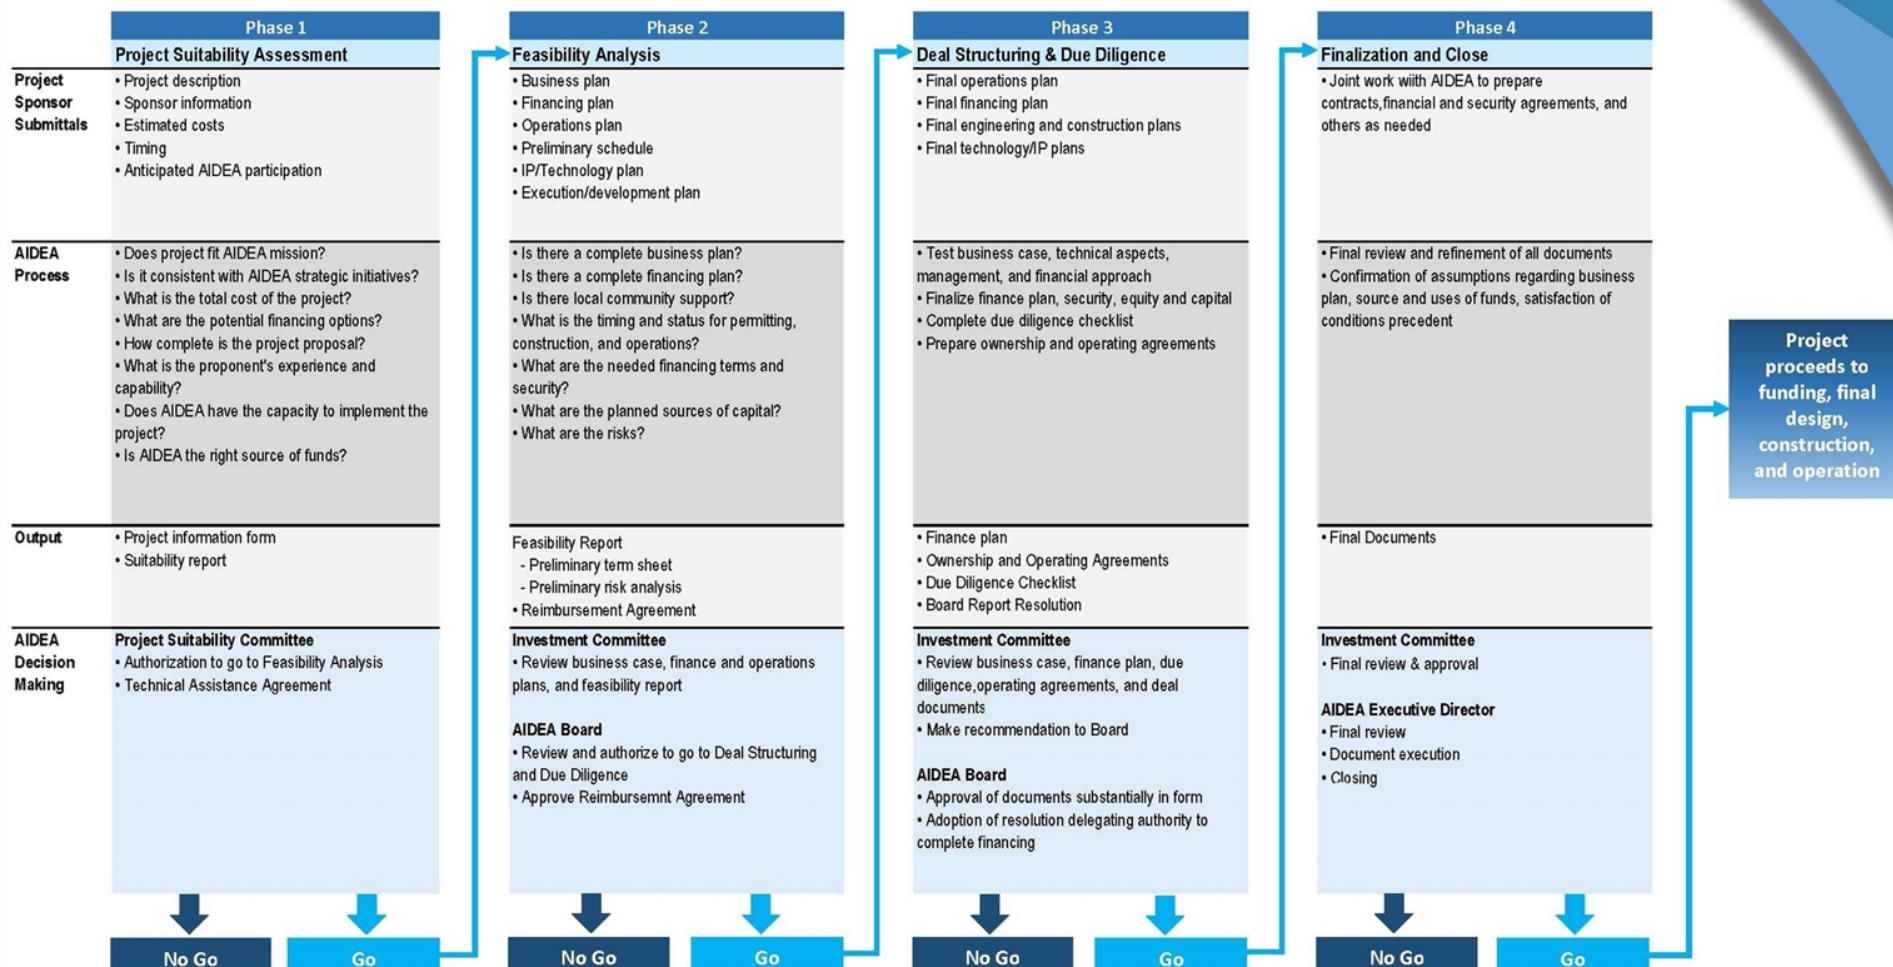 Phase 1
Project Suitability Assessment
Project
Sponsor
Submittals
• Project description
• Sponsor information
• Estimated costs
• Timing
• Anticipated AIDEA participation
AIDEA
Process
• Does project fit AIDEA mission?
• Is it consistent with AIDEA strategic initiatives?
• What is the total cost of the project?
• What are the potential financing options?
• How complete is the project proposal?
• What is the proponent's experience and
capability?
• Does AIDEA have the capacity to implement the
project?
• Is AIDEA the right source of funds?
Output
• Project information form
• Suitability report
AIDEA
Decision
Making
Project Suitability Committee
• Authorization to go to Feasibility Analysis
• Technical Assistance Agreement
No Go
Go
Phase 2
Feasibility Analysis
• Business plan
• Financing plan
• Operations plan
• Preliminary schedule
• IP/Technology plan
• Execution/development plan
• Is there a complete business plan?
• Is there a complete financing plan?
• Is there local community support?
• What is the timing and status for permitting,
construction, and operations?
• What are the needed financing terms and
security?
• What are the planned sources of capital?
• What are the risks?
Feasibility Report
- Preliminary term sheet
- Preliminary risk analysis
• Reimbursement Agreement
Investment Committee
• Review business case, finance and operations
plans, and feasibility report
AIDEA Board
• Review and authorize to go to Deal Structuring
and Due Diligence
• Approve Reimbursemnt Agreement
No Go
Go
Phase 3
Deal Structuring & Due Diligence
• Final operations plan
• Final financing plan
• Final engineering and construction plans
• Final technology/IP plans
• Test business case, technical aspects,
management, and financial approach
• Finalize finance plan, security, equity and capital
• Complete due diligence checklist
• Prepare ownership and operating agreements
• Finance plan
• Ownership and Operating Agreements
• Due Diligence Checklist
• Board Report Resolution
Investment Committee
• Review business case, finance plan, due
diligence,operating agreements, and deal
documents
• Make recommendation to Board
AIDEA Board
• Approval of documents substantially in form
• Adoption of resolution delegating authority to
complete financing
No Go
Go
Phase 4
Finalization and Close
• Joint work wiith AIDEA to prepare
contracts,financial and security agreements, and
others as needed
• Final review and refinement of all documents
• Confirmation of assumptions regarding business
plan, source and uses of funds, satisfaction of
conditions precedent
• Final Documents
Investment Committee
• Final review & approval
AIDEA Executive Director
• Final review
• Document execution
• Closing
No Go
Go
Project
proceeds to
funding, final
design,
construction,
and operation